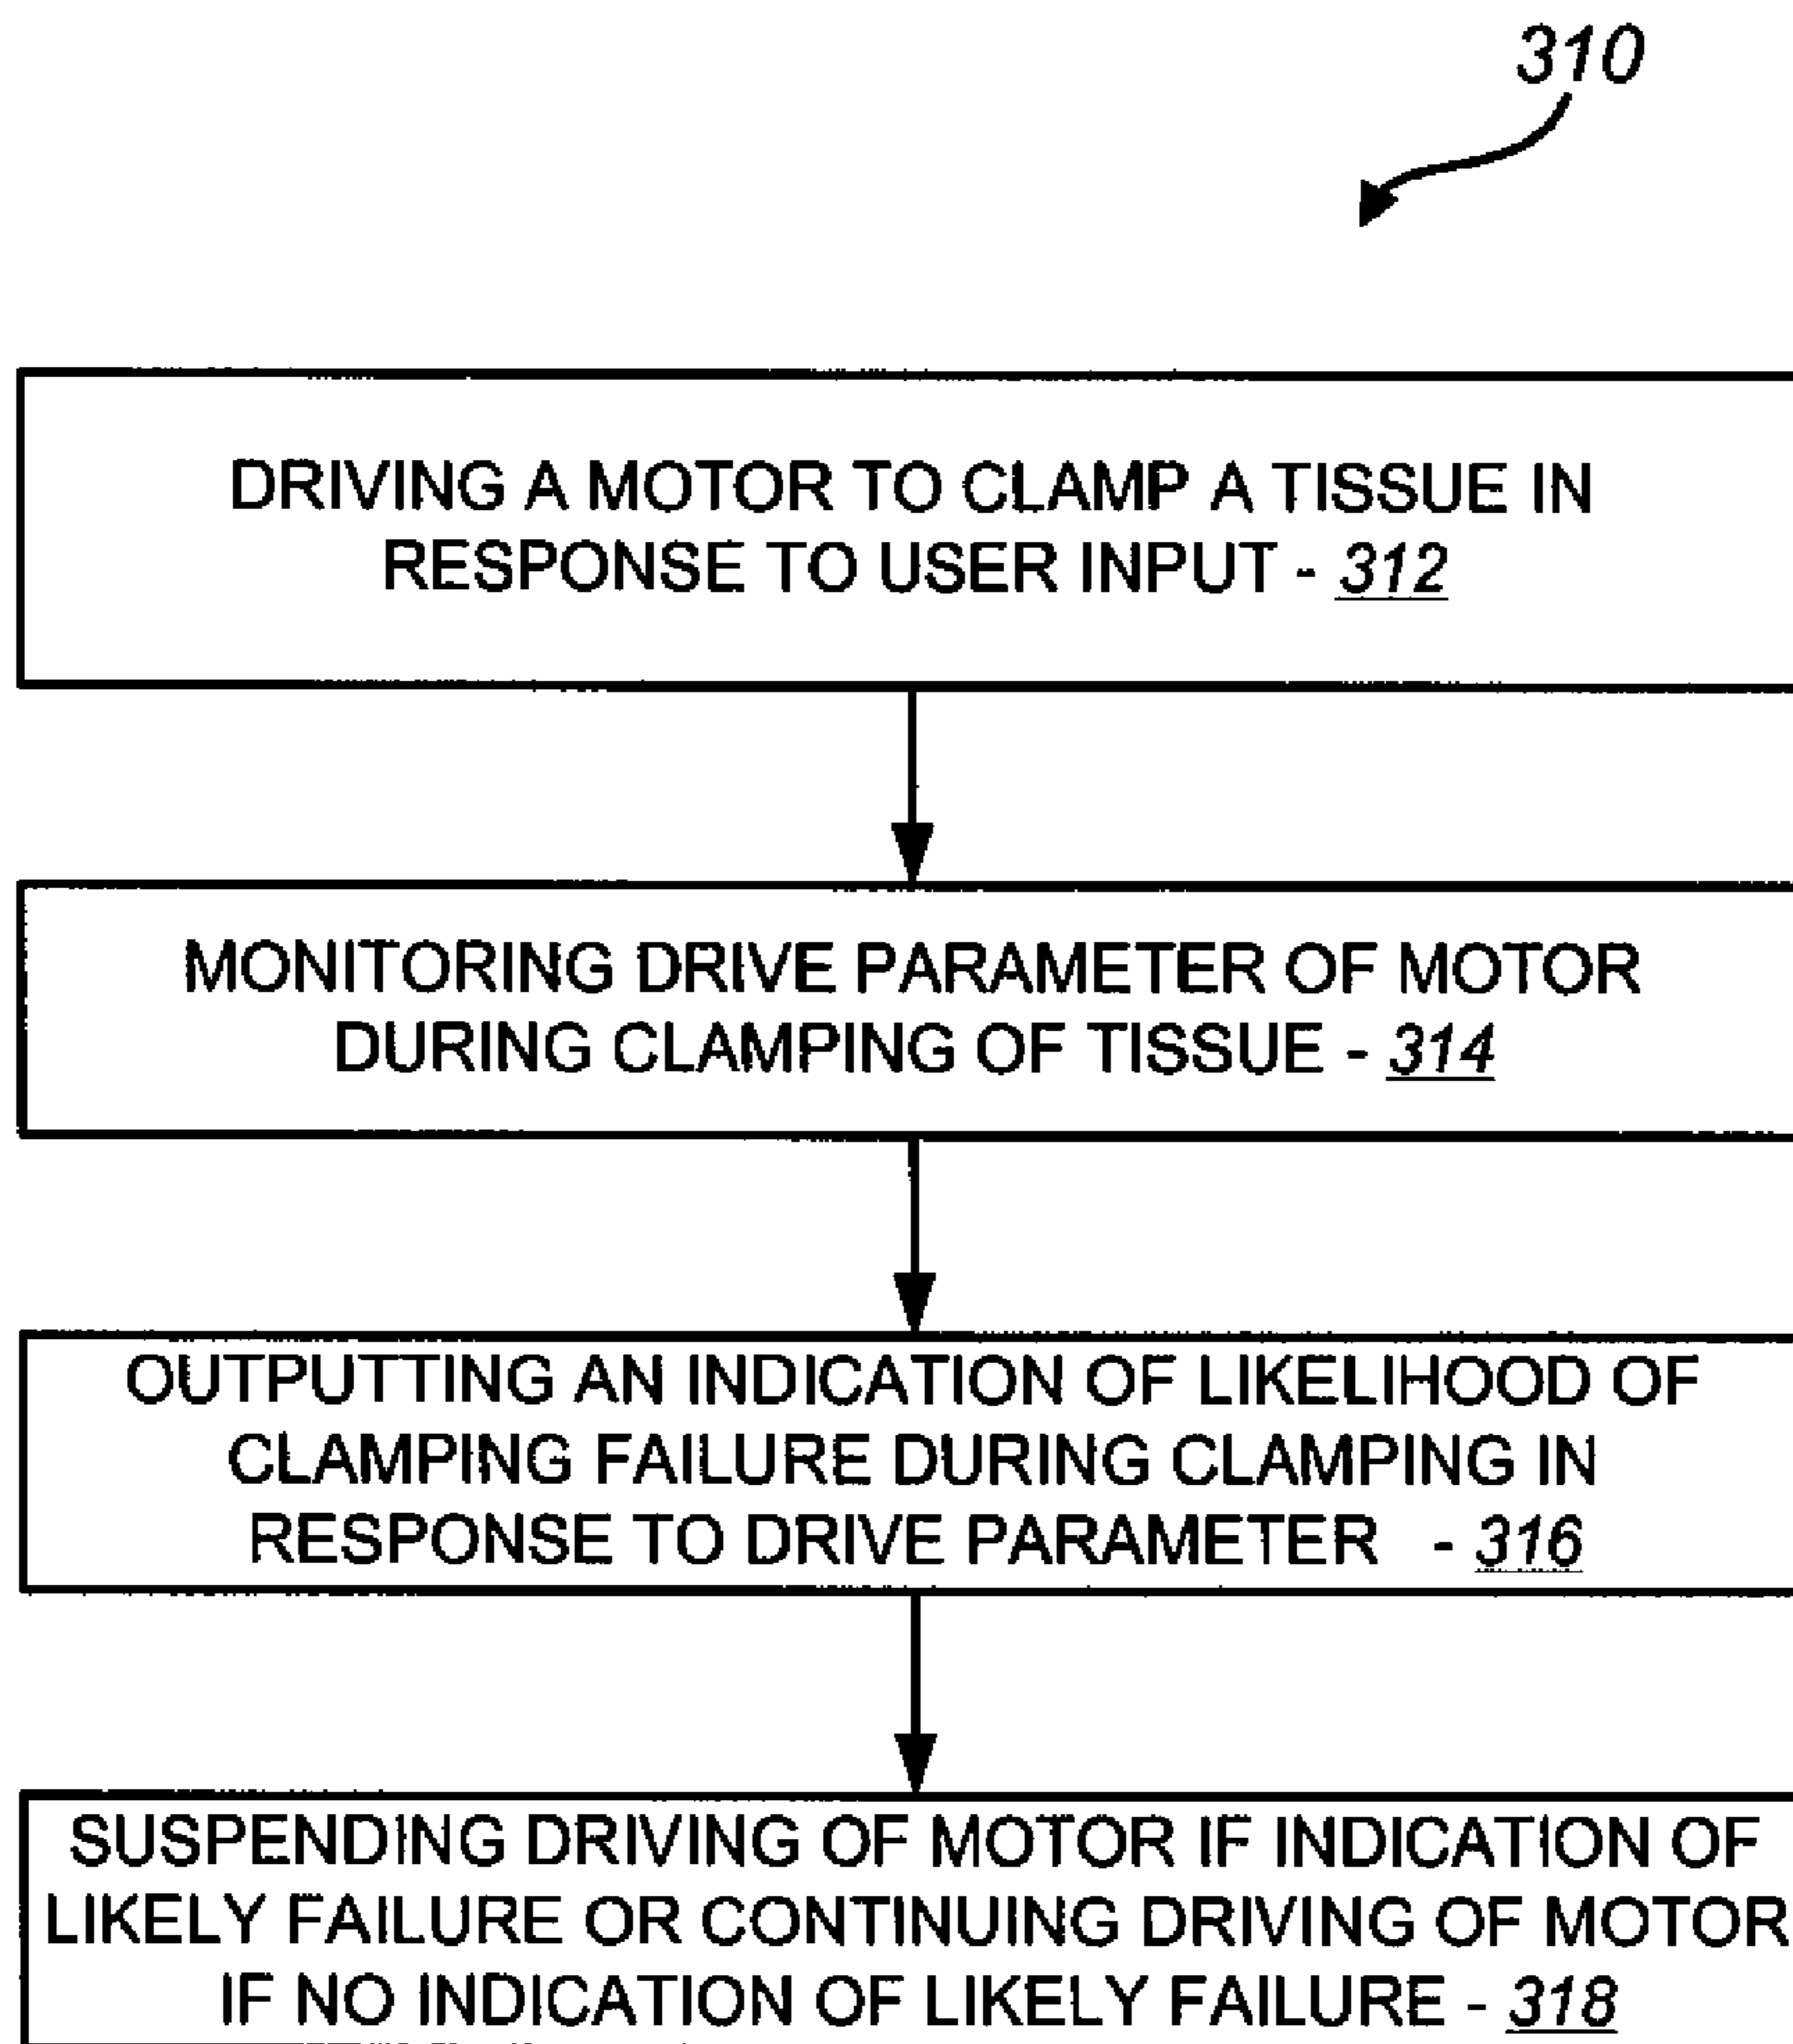 310
DRIVING A MOTOR TO CLAMP A TISSUE IN
RESPONSE TO USER INPUT - 312
MONITORING DRIVE PARAMETER OF MOTOR
DURING CLAMPING OF TISSUE - 314
OUTPUTTING AN INDICATION OF LIKELIHOOD OF
CLAMPING FAILURE DURING CLAMPING IN
RESPONSE TO DRIVE PARAMETER - 316
SUSPENDING DRIVING OF MOTOR IF INDICATION OF
LIKELY FAILURE OR CONTINUING DRIVING OF MOTOR
IF NO INDICATION OF LIKELY FAILURE - 318